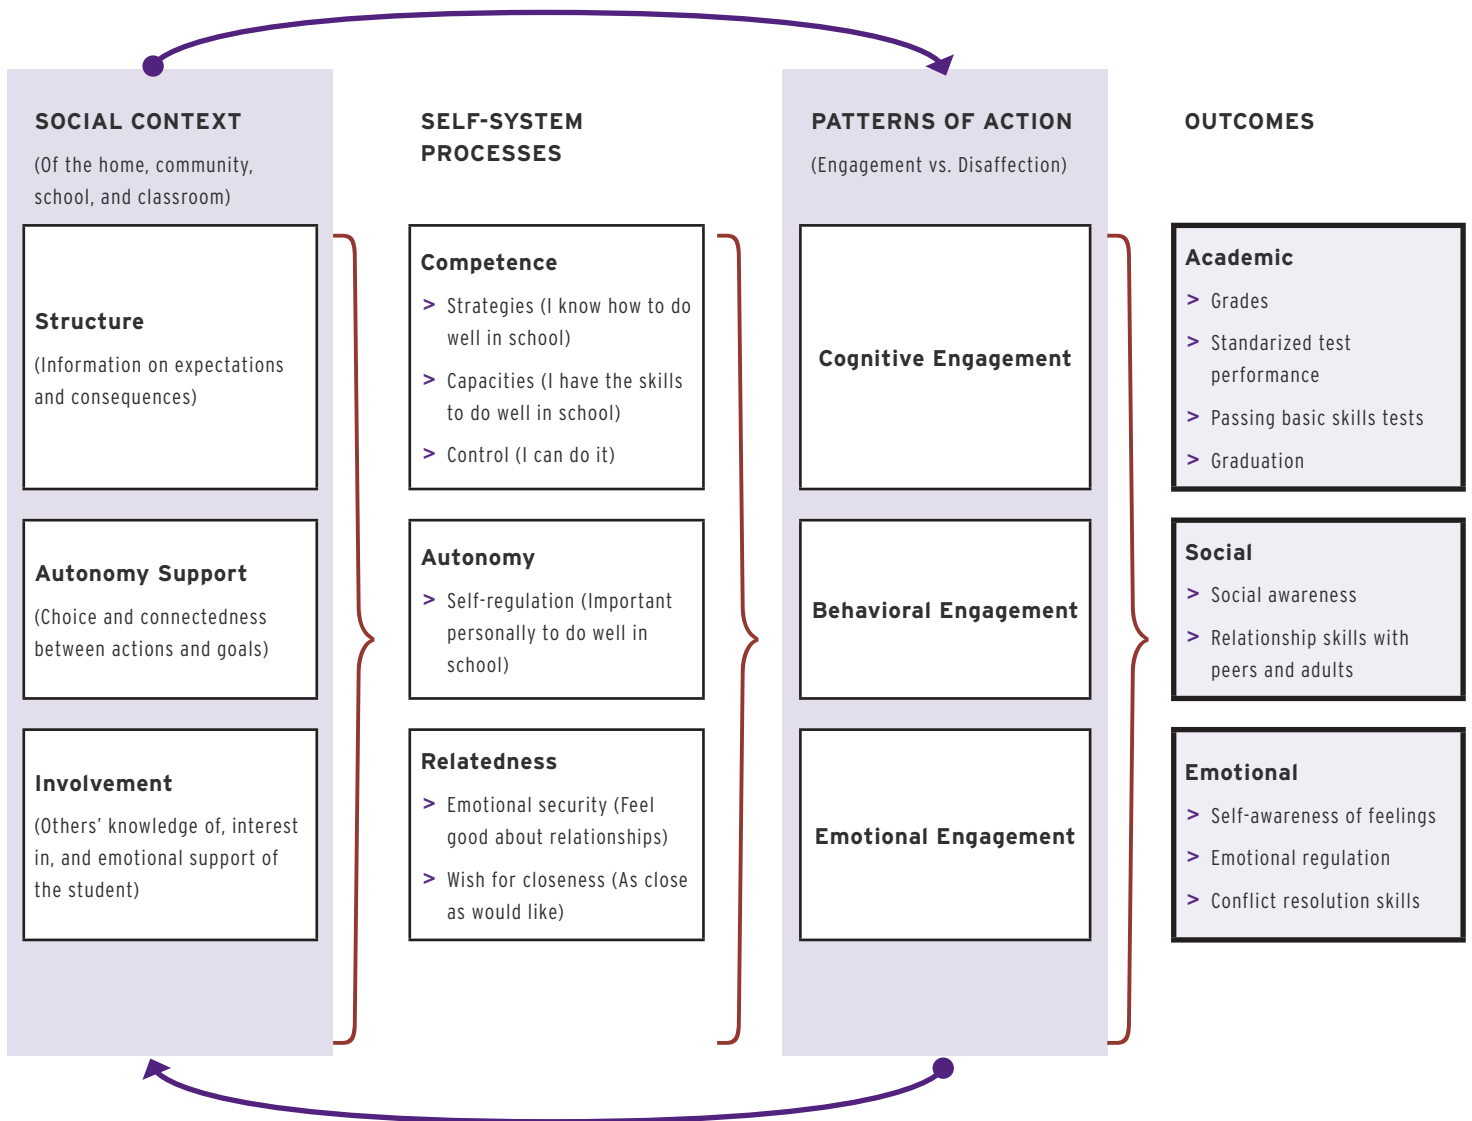 SOCIAL CONTEXT
(Of the home, community,
school, and classroom)
Structure
(Information on expectations
and consequences)
Autonomy Support
(Choice and connectedness
between actions and goals)
Involvement
(Others’ knowledge of, interest
in, and emotional support of
the student)
SELF-SYSTEM
PROCESSES
Competence
> Strategies (I know how to do
well in school)
> Capacities (I have the skills
to do well in school)
> Control (I can do it)
Autonomy
> Self-regulation (Important
personally to do well in
school)
Relatedness
> Emotional security (Feel
good about relationships)
> Wish for closeness (As close
as would like)
PATTERNS OF ACTION
(Engagement vs. Disaffection)
Cognitive Engagement
Behavioral Engagement
Emotional Engagement
OUTCOMES
Academic
> Grades
> Standarized test
performance
> Passing basic skills tests
> Graduation
Social
> Social awareness
> Relationship skills with
peers and adults
Emotional
> Self-awareness of feelings
> Emotional regulation
> Conflict resolution skills